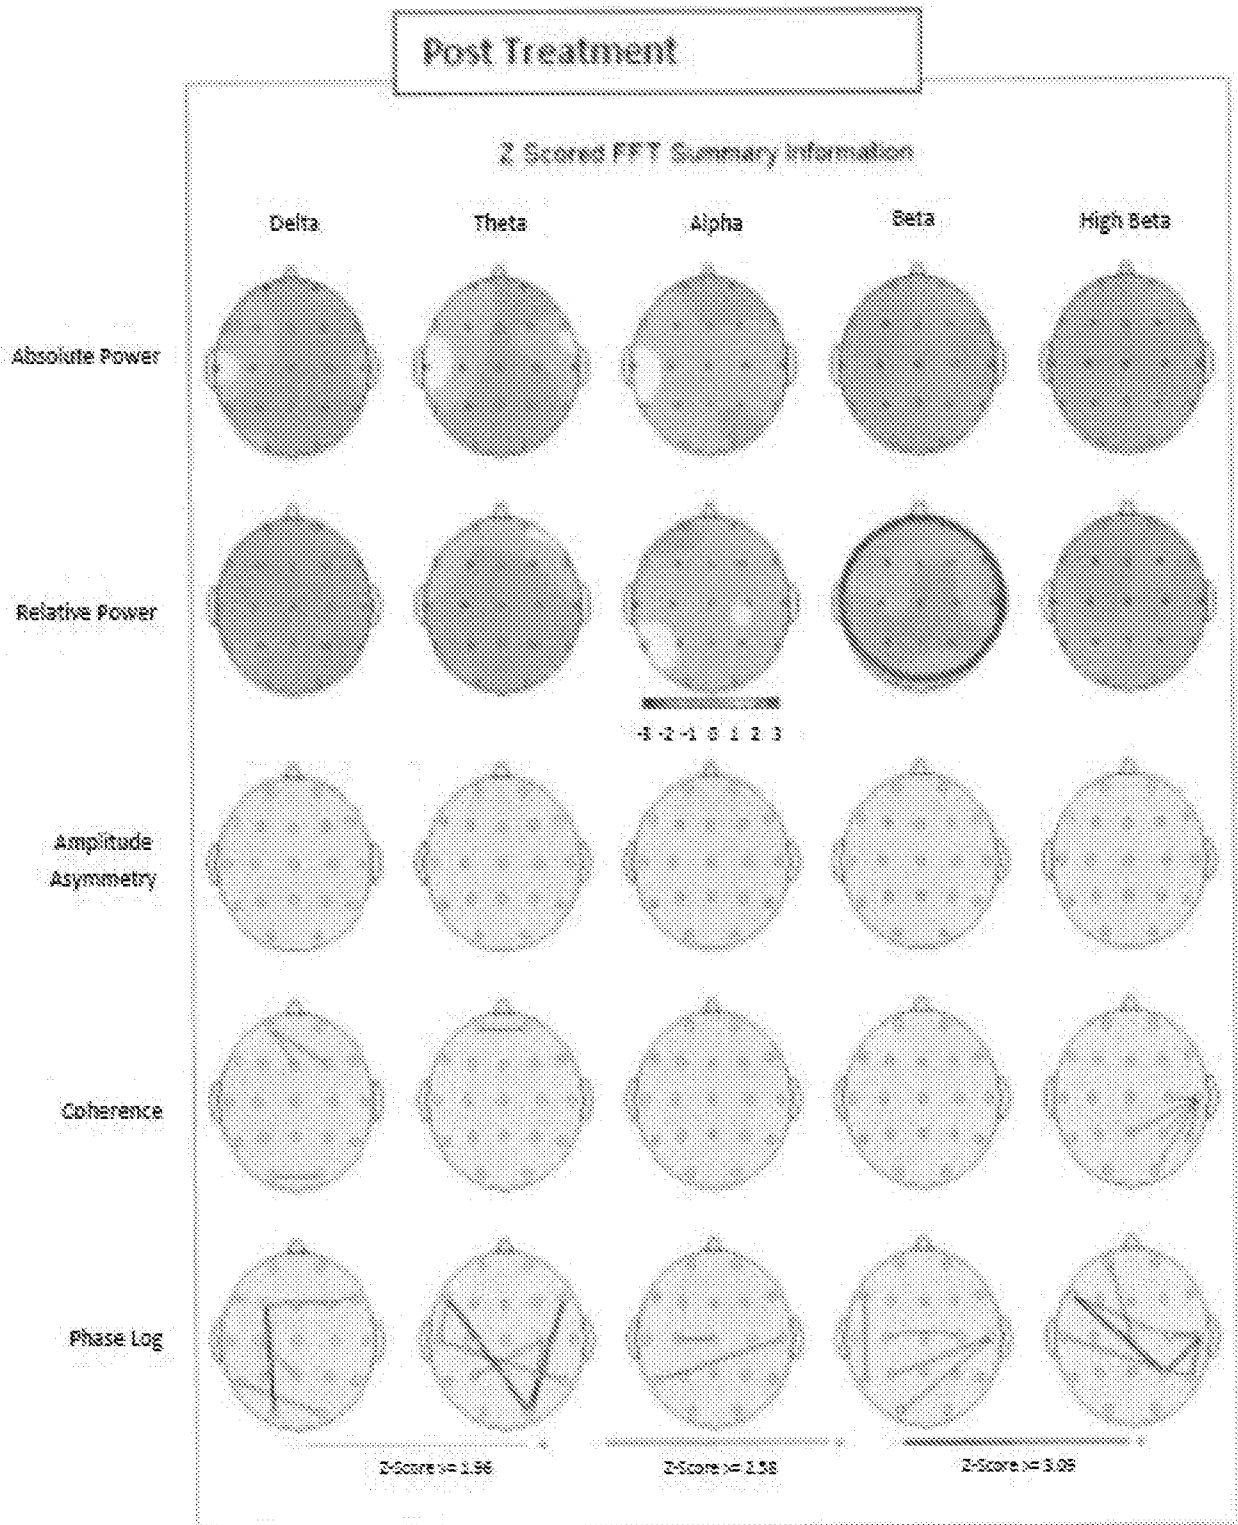 Post Treatment
Z Scored FFT Summary Information
Delta Theta Alpha Beta High Beta
Absolute Power
Relative Power
-3 -2 -1 0 1 2 3
Amplitude
Asymmetry
Coherence
Phase Log
Z-Score >= 1.96 Z-Score >= 2.58 Z-Score >= 3.09